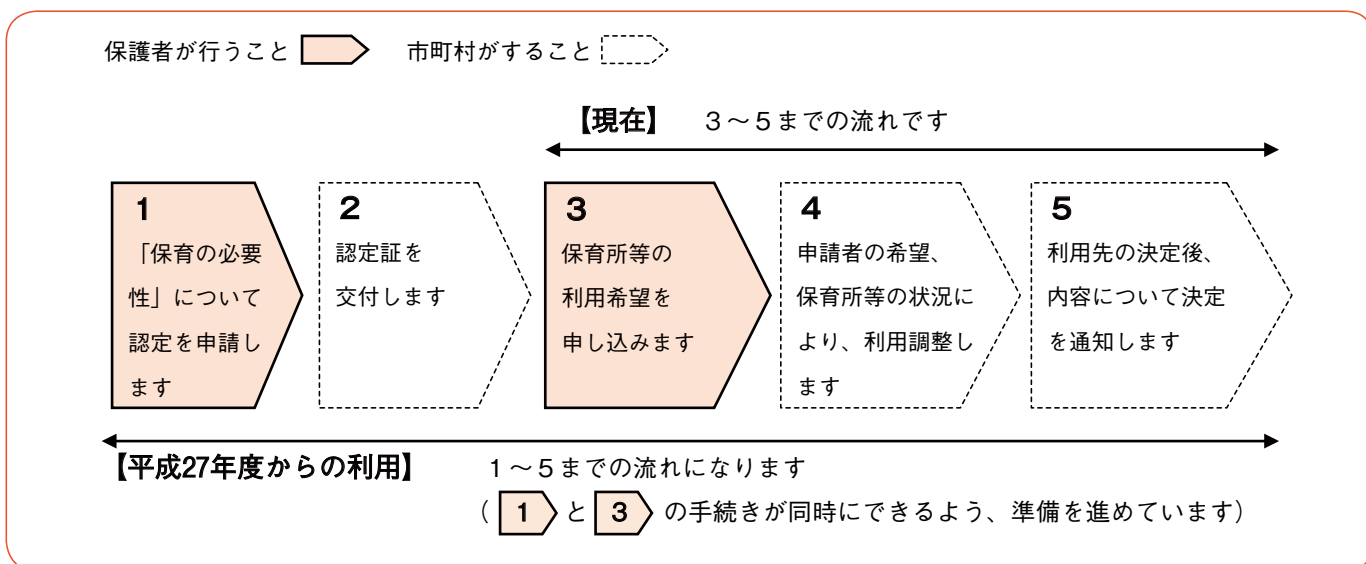 保護者が行うこと
市町村がすること
【現在】 3～5までの流れです
1
「保育の必要
性」について
認定を申請し
ます
2
認定証を
交付します
3
保育所等の
利用希望を
申し込みます
4
申請者の希望、
保育所等の状況に
より、利用調整し
ます
5
利用先の決定後、
内容について決定
を通知します
【平成27年度からの利用】 1～5までの流れになります
（ 1 と 3 の手続きが同時にできるよう、準備を進めています）